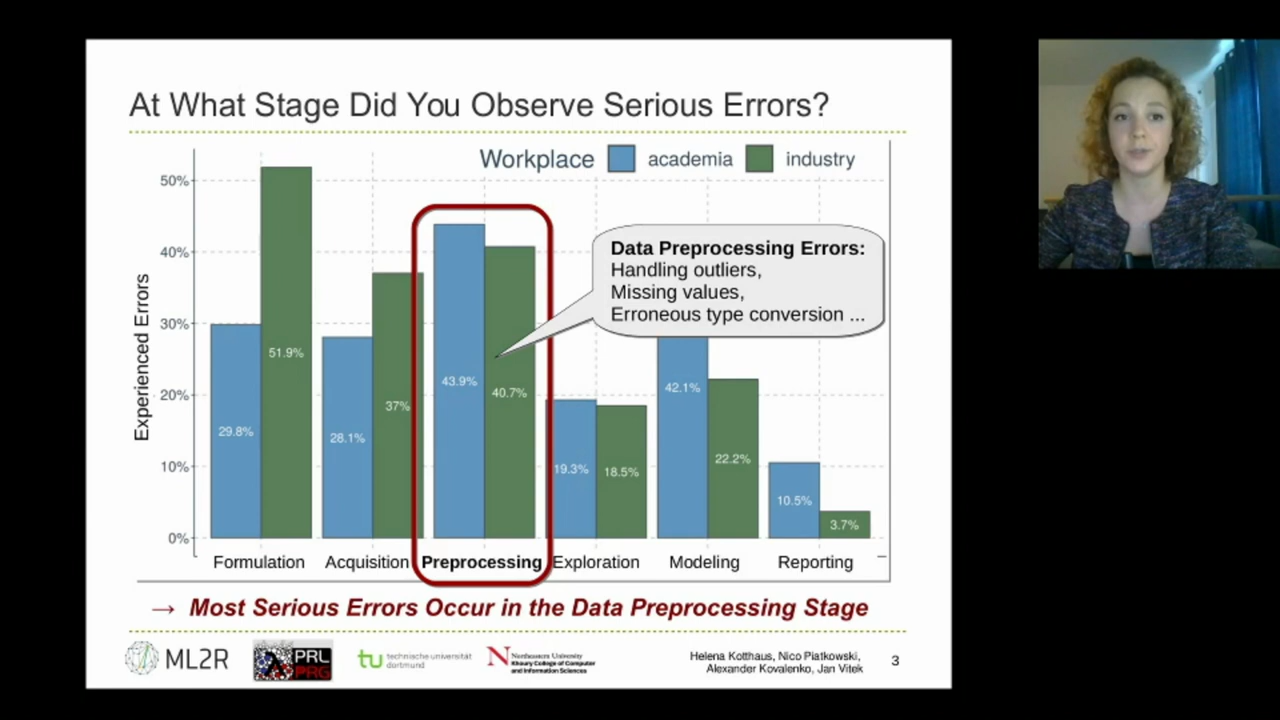 At What Stage Did You Observe Serious Errors?
Workplace academia industry
Experienced Errors
50%
40%
30%
20%
10%
0%
Data Preprocessing Errors:
Handling outliers,
Missing values,
Erroneous type conversion ...
29.8%
51.9%
28.1%
37%
43.9%
40.7%
19.3%
18.5%
42.1%
22.2%
10.5%
3.7%
Formulation Acquisition Preprocessing Exploration Modeling Reporting
→ Most Serious Errors Occur in the Data Preprocessing Stage
ML2R
PRL
PRG
tu technische universität
dortmund
N Northeastern University
Khoury College of Computer
and Information Sciences
Helena Kotthaus, Nico Piatkowski,
Alexander Kovalenko, Jan Vitek
3